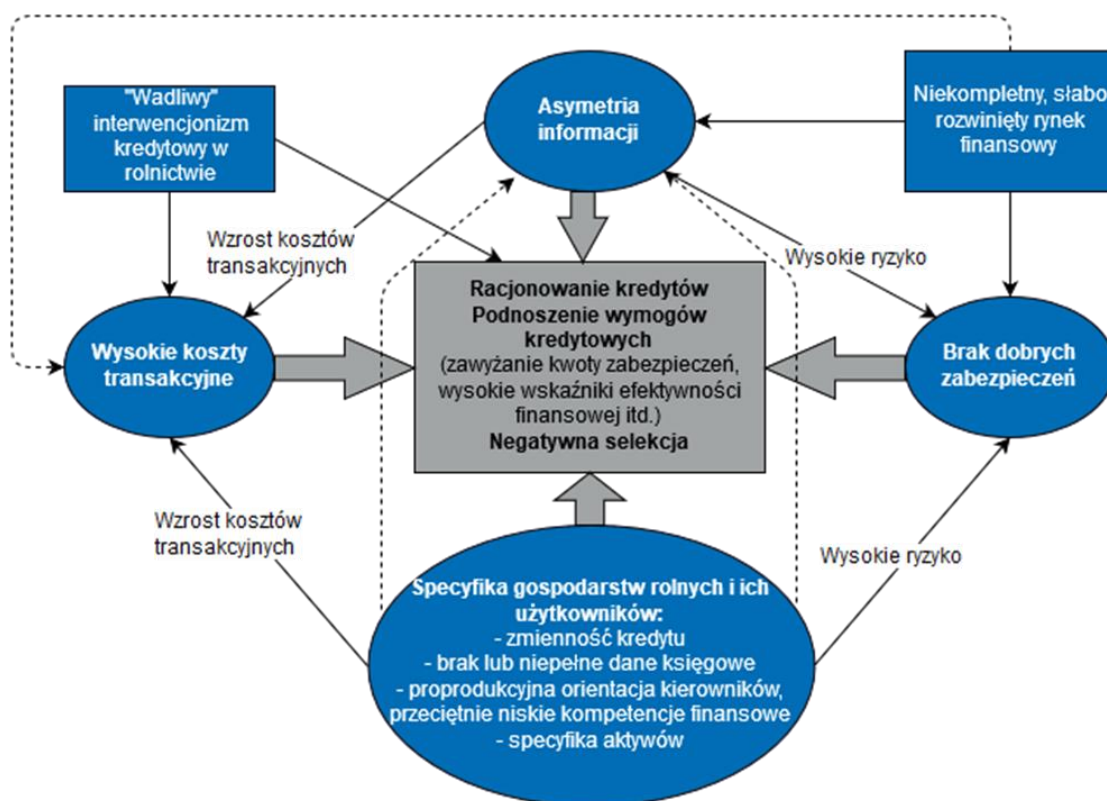 "Wadliwy"
interwencjonizm
kredytowy w
rolnictwie
Asymetria
informacji
Niekompletny, słabo
rozwinięty rynek
finansowy
Wzrost kosztów
transakcyjnych
Wysokie ryzyko
Wysokie koszty
transakcyjne
Racjonowanie kredytów
Podnoszenie wymogów
kredytowych
(zawyżanie kwoty zabezpieczeń,
wysokie wskaźniki efektywności
finansowej itd.)
Negatywna selekcja
Brak dobrych
zabezpieczeń
Wzrost kosztów
transakcyjnych
Wysokie ryzyko
Specyfika gospodarstw rolnych i ich
użytkowników:
- zmienność kredytu
- brak lub niepełne dane księgowe
- proprodukcyjna orientacja kierowników,
przeciętnie niskie kompetencje finansowe
- specyfika aktywów